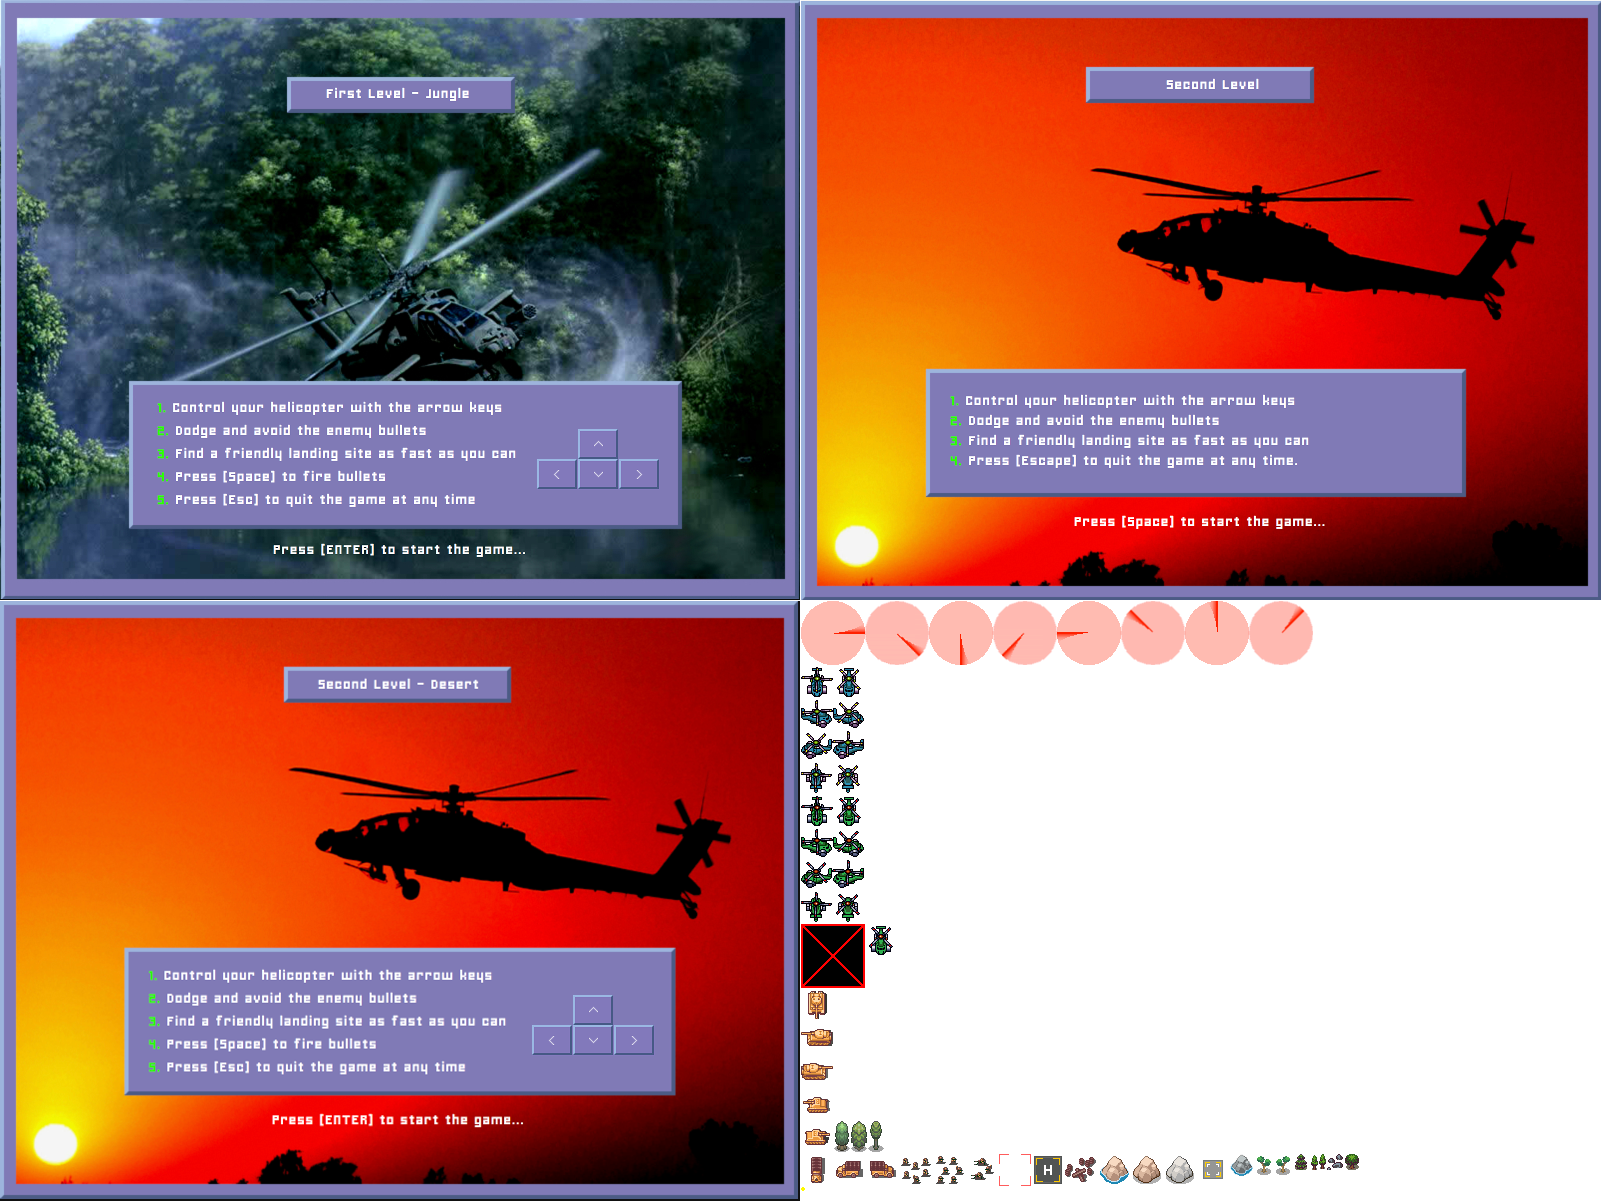 First Level - Jungle
1. Control your helicopter with the arrow keys
2. Dodge and avoid the enemy bullets
3. Find a friendly landing site as fast as you can
4. Press [Space] to fire bullets
5. Press [Esc] to quit the game at any time
Press [ENTER] to start the game...
Second Level
1. Control your helicopter with the arrow keys
2. Dodge and avoid the enemy bullets
3. Find a friendly landing site as fast as you can
4. Press [Escape] to quit the game at any time.
Press [Space] to start the game...
Second Level - Desert
1. Control your helicopter with the arrow keys
2. Dodge and avoid the enemy bullets
3. Find a friendly landing site as fast as you can
4. Press [Space] to fire bullets
5. Press [Esc] to quit the game at any time
Press [ENTER] to start the game...
H